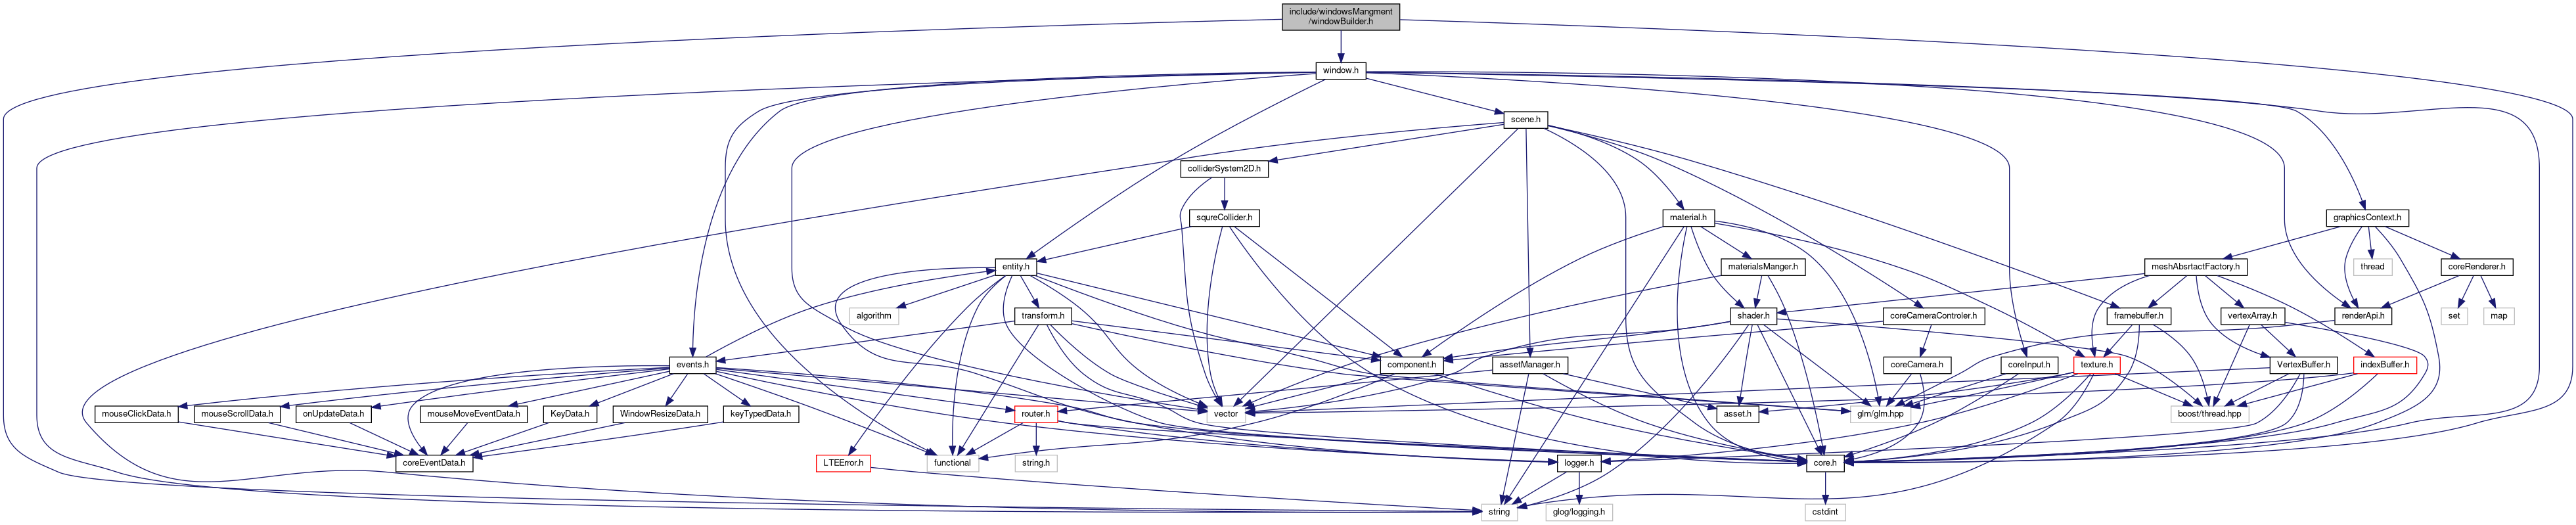 include/windowsMangment
/windowBuilder.h
window.h
scene.h
colliderSystem2D.h
squreCollider.h
material.h
graphicsContext.h
entity.h
materialsManger.h
meshAbsrtactFactory.h
thread
coreRenderer.h
algorithm
transform.h
shader.h
coreCameraControler.h
framebuffer.h
vertexArray.h
renderApi.h
set
map
events.h
component.h
assetManager.h
coreCamera.h
coreInput.h
texture.h
VertexBuffer.h
indexBuffer.h
mouseClickData.h
mouseScrollData.h
onUpdateData.h
mouseMoveEventData.h
KeyData.h
WindowResizeData.h
keyTypedData.h
router.h
vector
asset.h
glm/glm.hpp
boost/thread.hpp
coreEventData.h
LTEError.h
functional
string.h
logger.h
core.h
string
glog/logging.h
cstdint